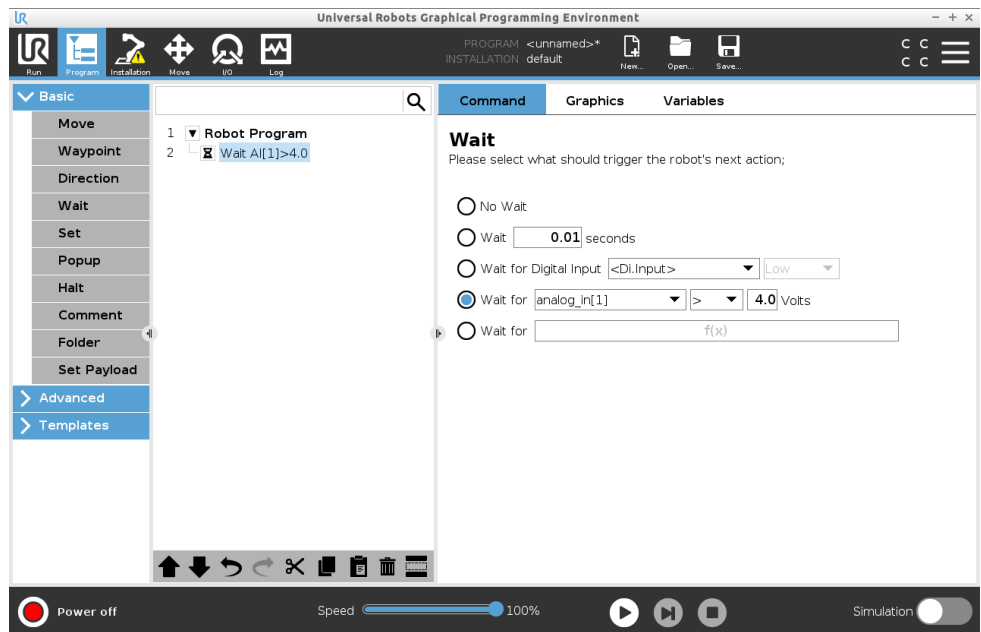 Universal Robots Graphical Programming Environment
Run
Program
Installation
Move
I/O
Log
PROGRAM <unnamed>*
INSTALLATION default
New...
Open...
Save...
C C
C C
Basic
Move
Waypoint
Direction
Wait
Set
Popup
Halt
Comment
Folder
Set Payload
Advanced
Templates
1 Robot Program
2 Wait AI[1]>4.0
Command Graphics Variables
Wait
Please select what should trigger the robot's next action;
No Wait
Wait 0.01 seconds
Wait for Digital Input <Di.Input> Low
Wait for analog_in[1] > 4.0 Volts
Wait for f(x)
Power off
Speed 100%
Simulation